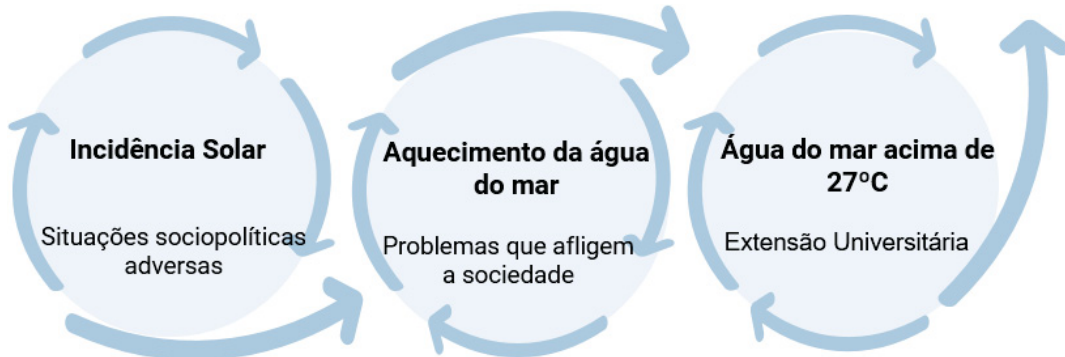 Incidência Solar
Situações sociopolíticas
adversas
Aquecimento da água
do mar
Problemas que afligem
a sociedade
Água do mar acima de
27ºC
Extensão Universitária